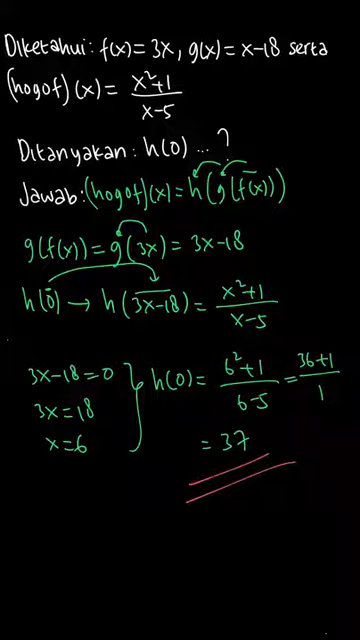 Diketahui: f(x) = 3x, g(x) = x-18 serta
(hogof)(x) = x²+1 / x-5
Ditanyakan: h(0) ... ?
Jawab: (hogof)(x) = h(g(f(x)))
g(f(x)) = g(3x) = 3x-18
h(0) → h(3x-18) = x²+1 / x-5
3x-18=0 } h(0) = 6²+1 / 6-5 = 36+1 / 1
3x=18
x=6 = 37